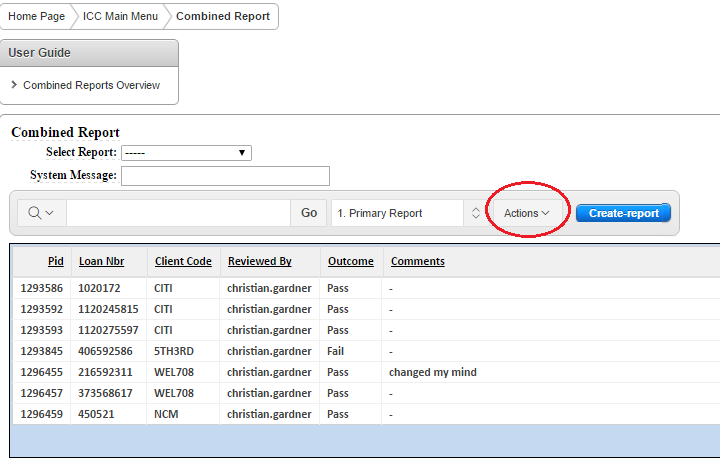 Home Page ICC Main Menu Combined Report
User Guide
Combined Reports Overview
Combined Report
Select Report: -----
System Message:
Go 1. Primary Report Actions Create-report
Pid Loan Nbr Client Code Reviewed By Outcome Comments
1293586 1020172 CITI christian.gardner Pass -
1293592 1120245815 CITI christian.gardner Pass -
1293593 1120275597 CITI christian.gardner Pass -
1293845 406592586 5TH3RD christian.gardner Fail -
1296455 216592311 WEL708 christian.gardner Pass changed my mind
1296457 373568617 WEL708 christian.gardner Pass -
1296459 450521 NCM christian.gardner Pass -